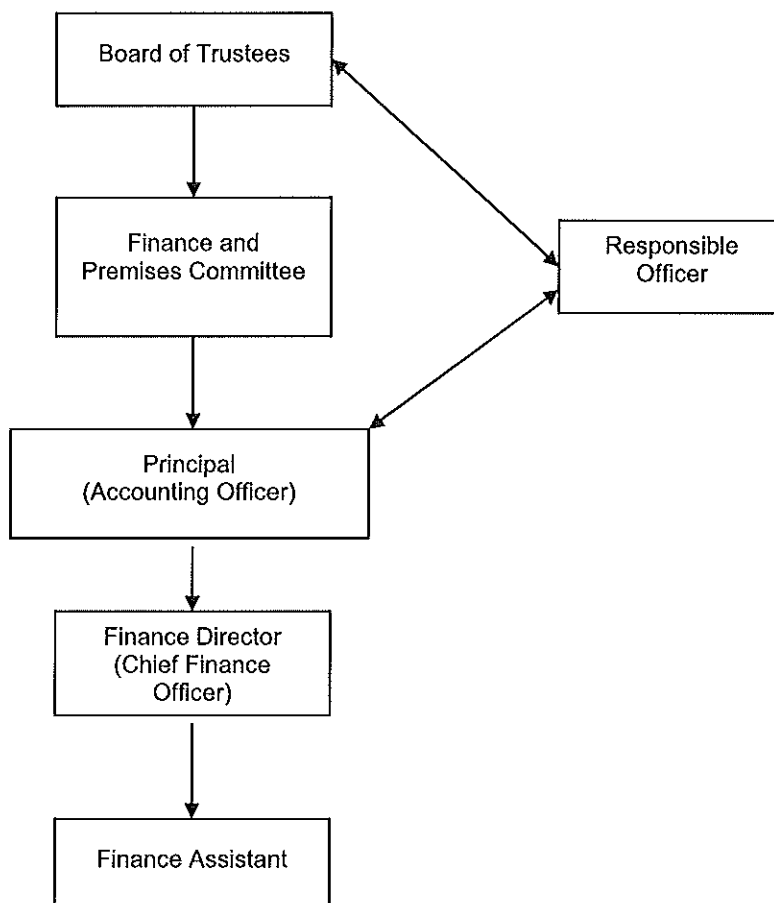 Board of Trustees
Finance and
Premises Committee
Responsible
Officer
Principal
(Accounting Officer)
Finance Director
(Chief Finance
Officer)
Finance Assistant